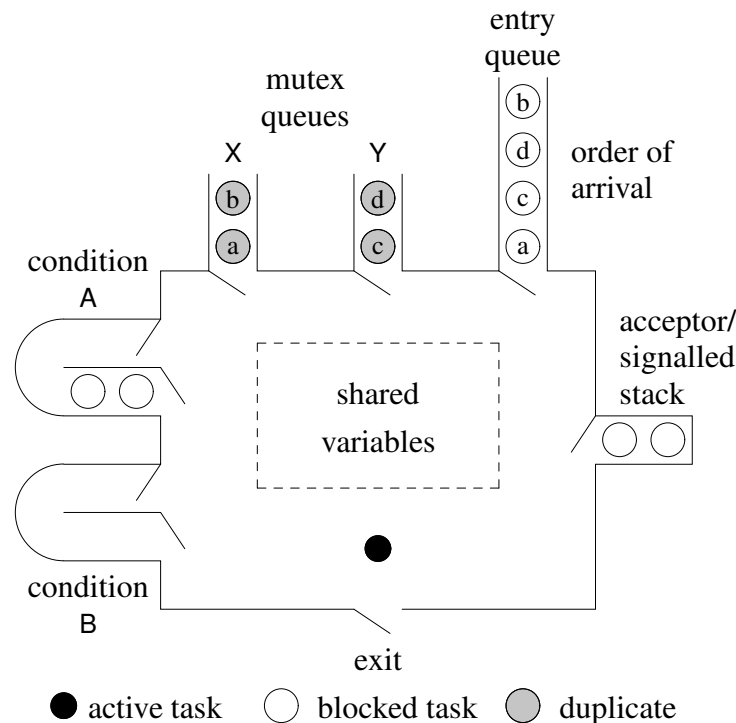 entry
queue
mutex
queues
X
Y
b
d
c
a
b
a
d
c
order of
arrival
condition
A
acceptor/
signalled
stack
shared
variables
condition
B
exit
active task
blocked task
duplicate